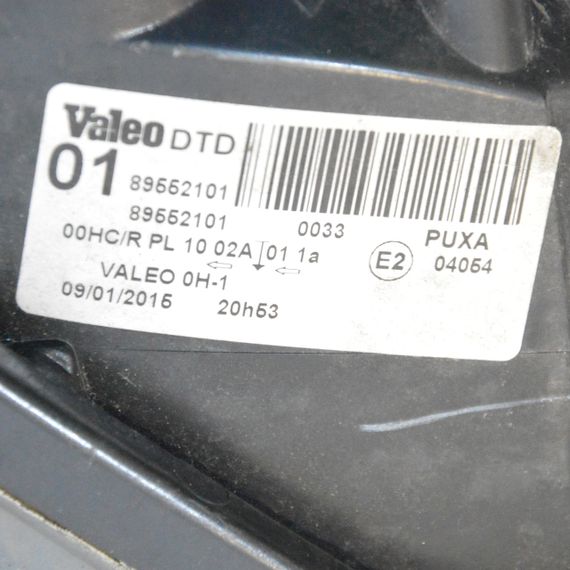 Valeo DTD
01 89552101
89552101 0033 PUXA
00HC/R PL 10 02A 01 1a E2 04054
VALEO 0H-1
09/01/2015 20h53